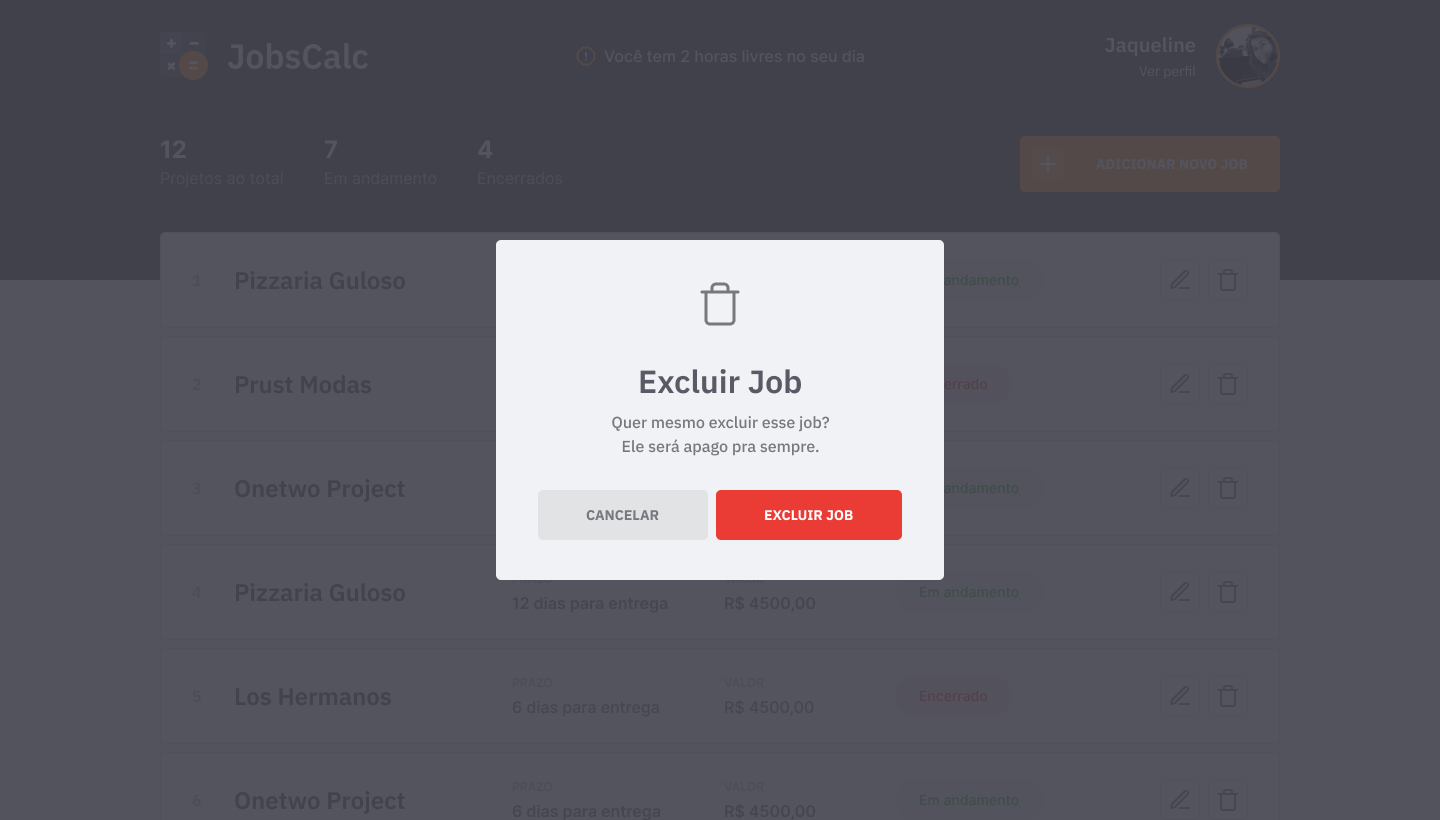 JobsCalc
Você tem 2 horas livres no seu dia
Jaqueline
Ver perfil
12
Projetos ao total
7
Em andamento
4
Encerrados
ADICIONAR NOVO JOB
1
Pizzaria Guloso
andamento
2
Prust Modas
errado
3
Onetwo Project
andamento
Excluir Job
Quer mesmo excluir esse job?
Ele será apago pra sempre.
CANCELAR
EXCLUIR JOB
4
Pizzaria Guloso
12 dias para entrega
R$ 4500,00
Em andamento
5
Los Hermanos
PRAZO
6 dias para entrega
VALOR
R$ 4500,00
Encerrado
6
Onetwo Project
PRAZO
6 dias para entrega
VALOR
R$ 4500,00
Em andamento